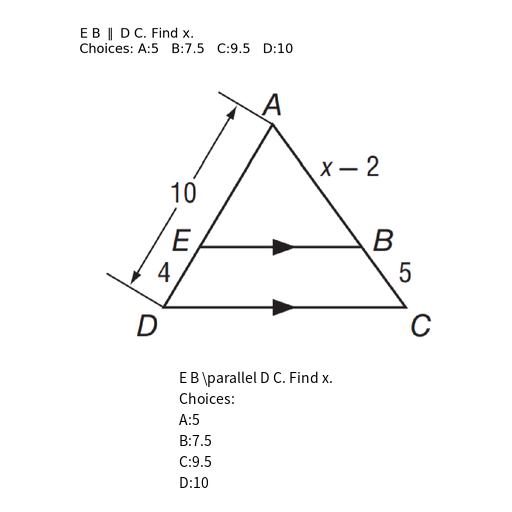 E B ∥ D C. Find x.
Choices: A:5 B:7.5 C:9.5 D:10
A
x – 2
10
E
B
4
5
D
C
E B \parallel D C. Find x.
Choices:
A:5
B:7.5
C:9.5
D:10